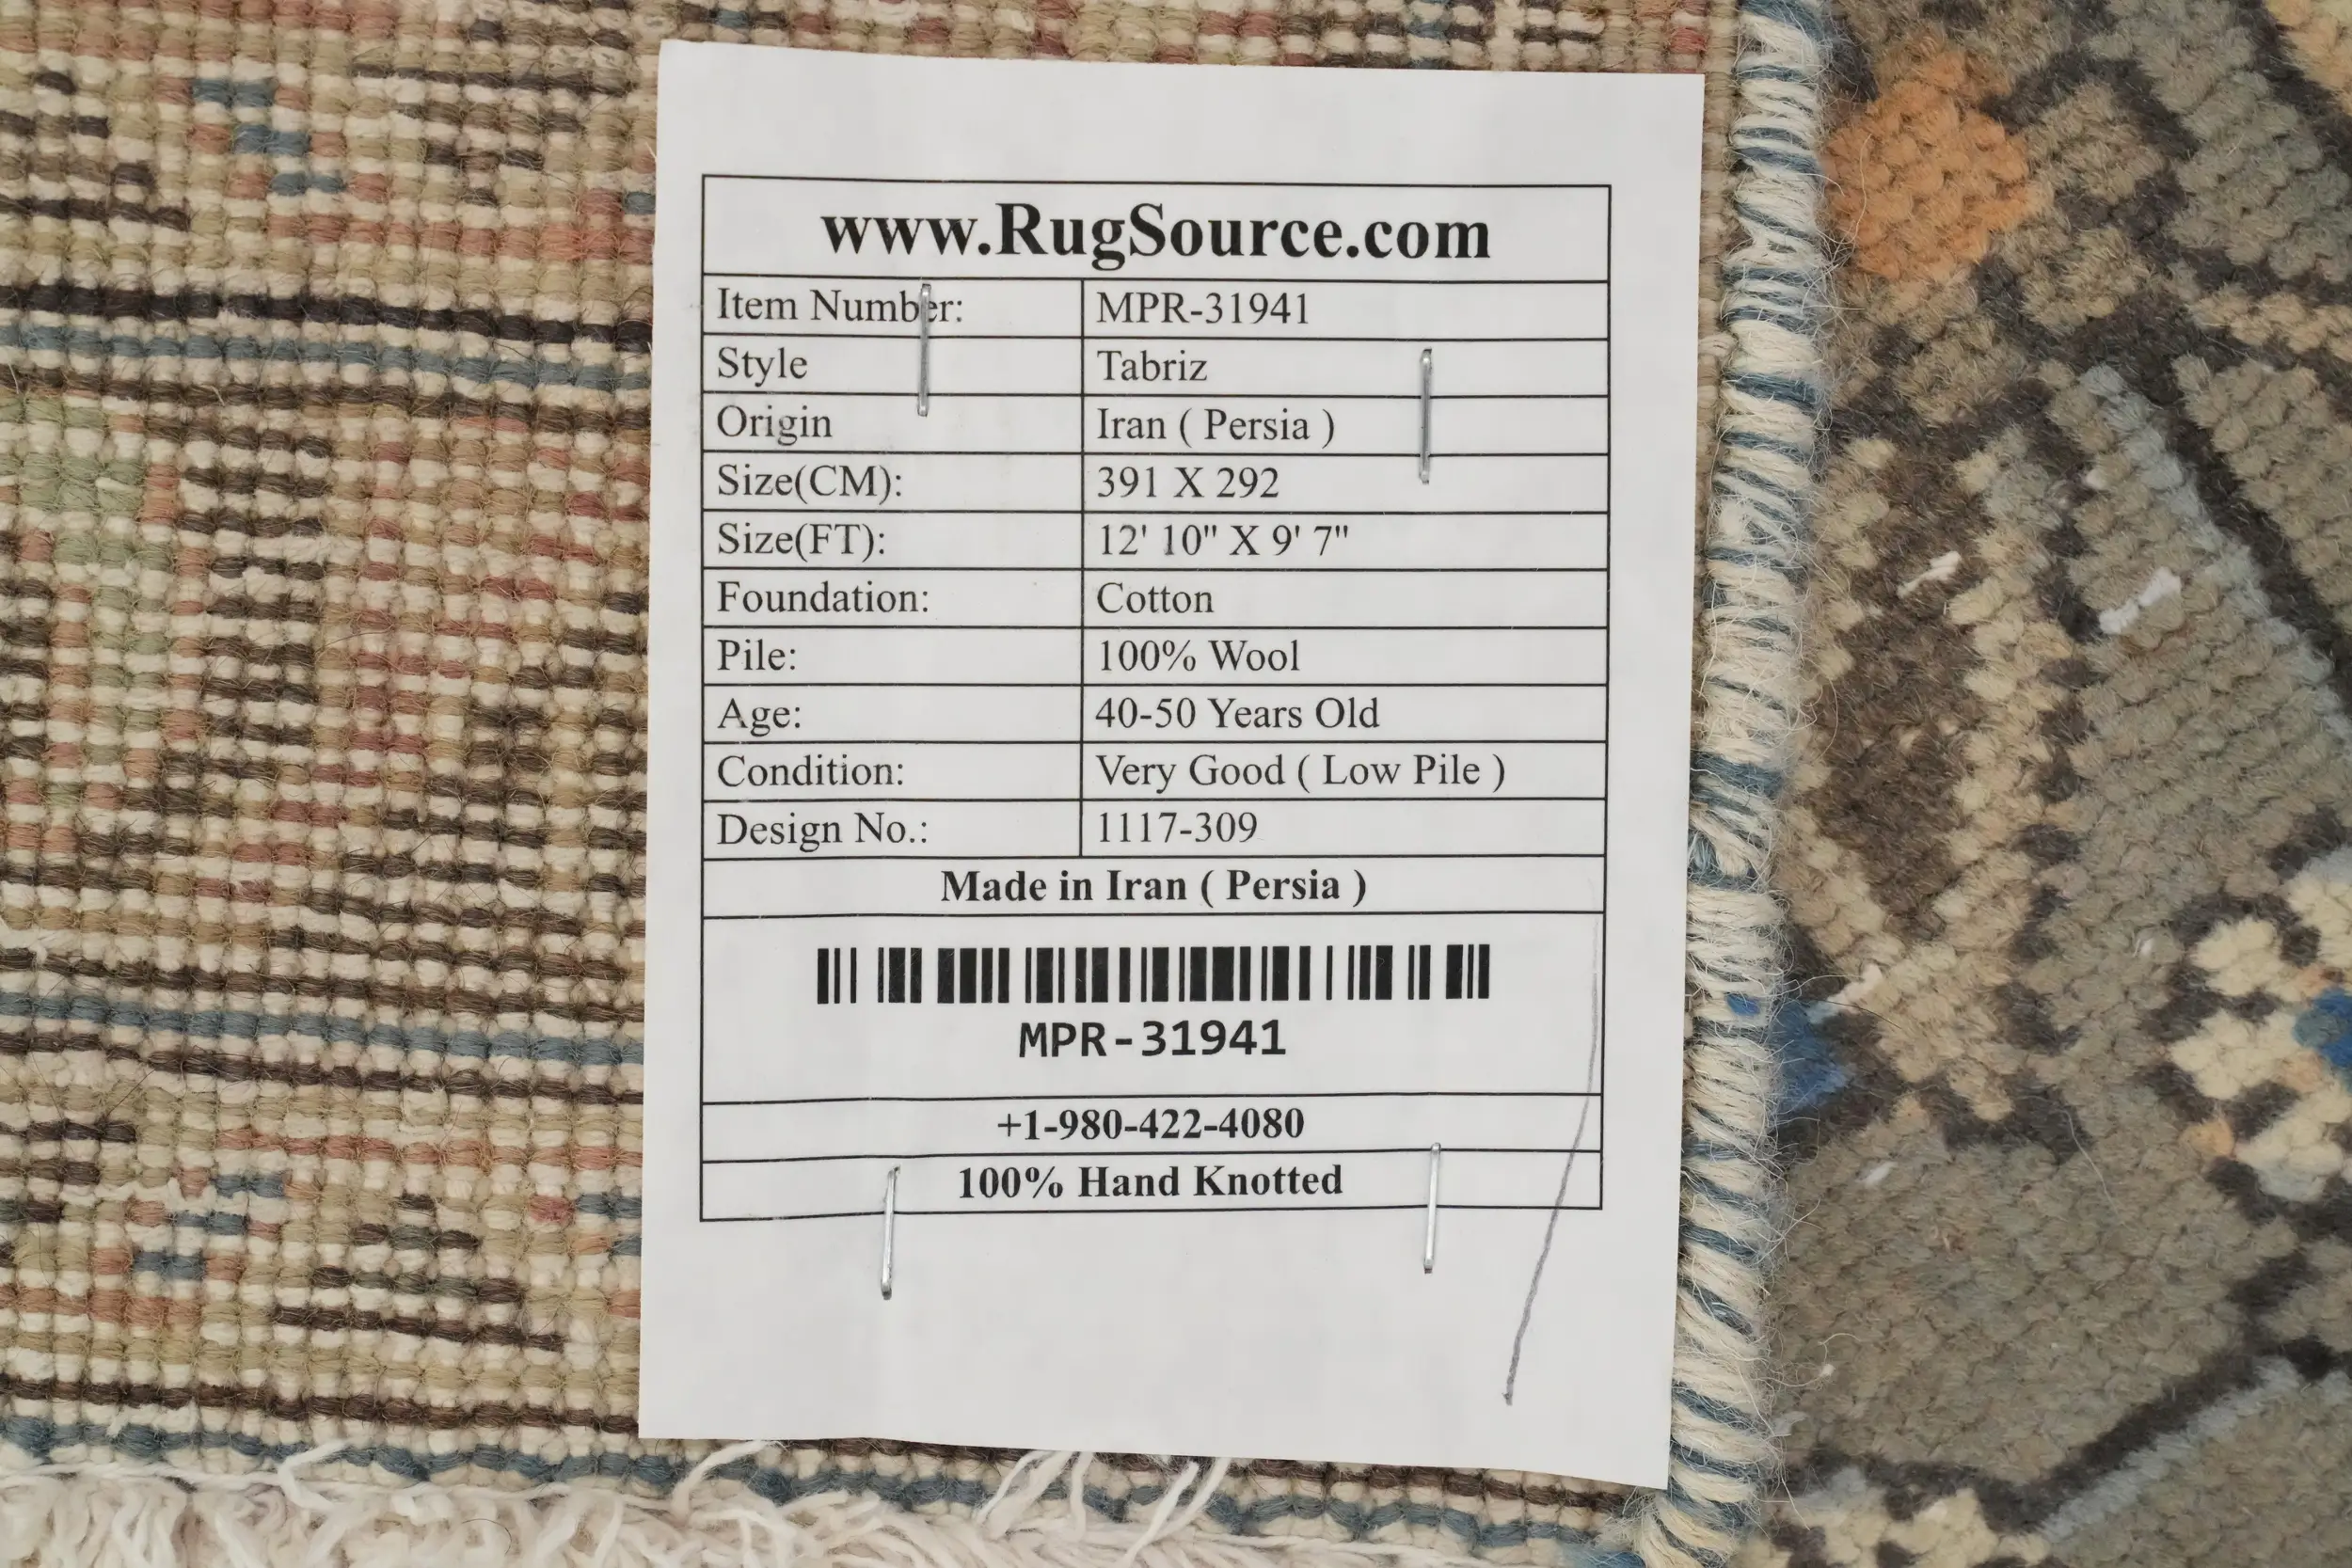 www.RugSource.com
Item Number: MPR-31941
Style Tabriz
Origin Iran ( Persia )
Size(CM): 391 X 292
Size(FT): 12' 10" X 9' 7"
Foundation: Cotton
Pile: 100% Wool
Age: 40-50 Years Old
Condition: Very Good ( Low Pile )
Design No.: 1117-309
Made in Iran ( Persia )
MPR-31941
+1-980-422-4080
100% Hand Knotted